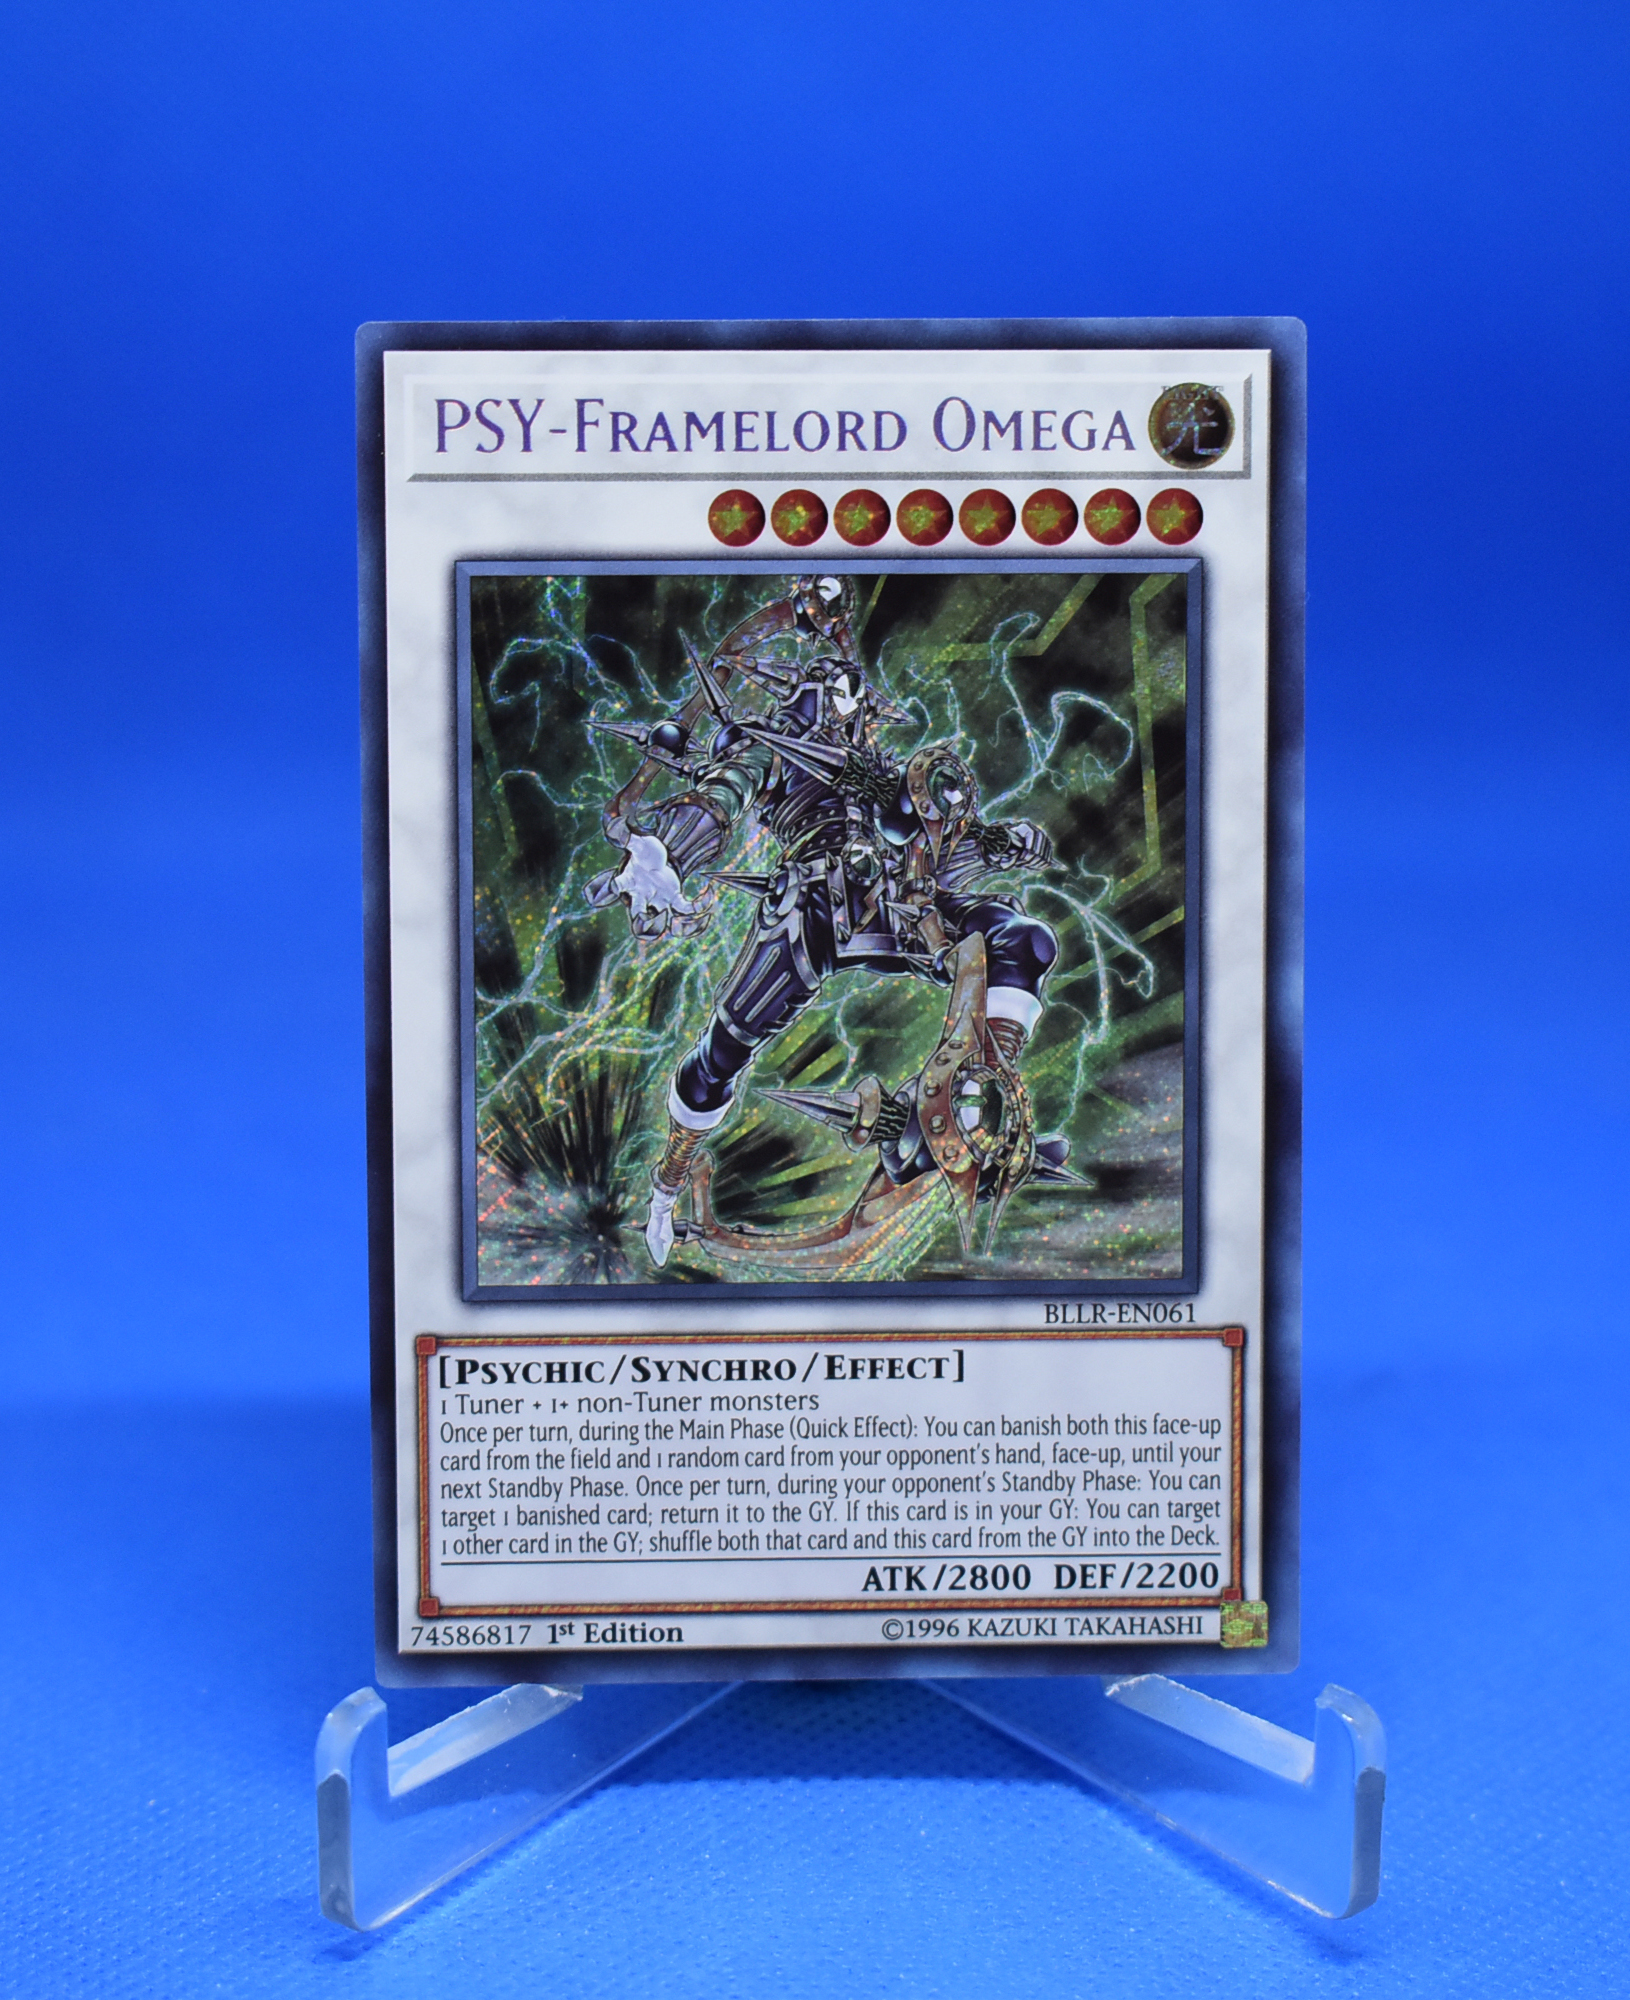 PSY-FRAMELORD OMEGA
光
BLLR-EN061
[PSYCHIC/SYNCHRO/EFFECT]
1 Tuner + 1+ non-Tuner monsters
Once per turn, during the Main Phase (Quick Effect): You can banish both this face-up
card from the field and 1 random card from your opponent's hand, face-up, until your
next Standby Phase. Once per turn, during your opponent's Standby Phase: You can
target 1 banished card; return it to the GY. If this card is in your GY: You can target
1 other card in the GY; shuffle both that card and this card from the GY into the Deck.
ATK/2800 DEF/2200
74586817 1st Edition
©1996 KAZUKI TAKAHASHI